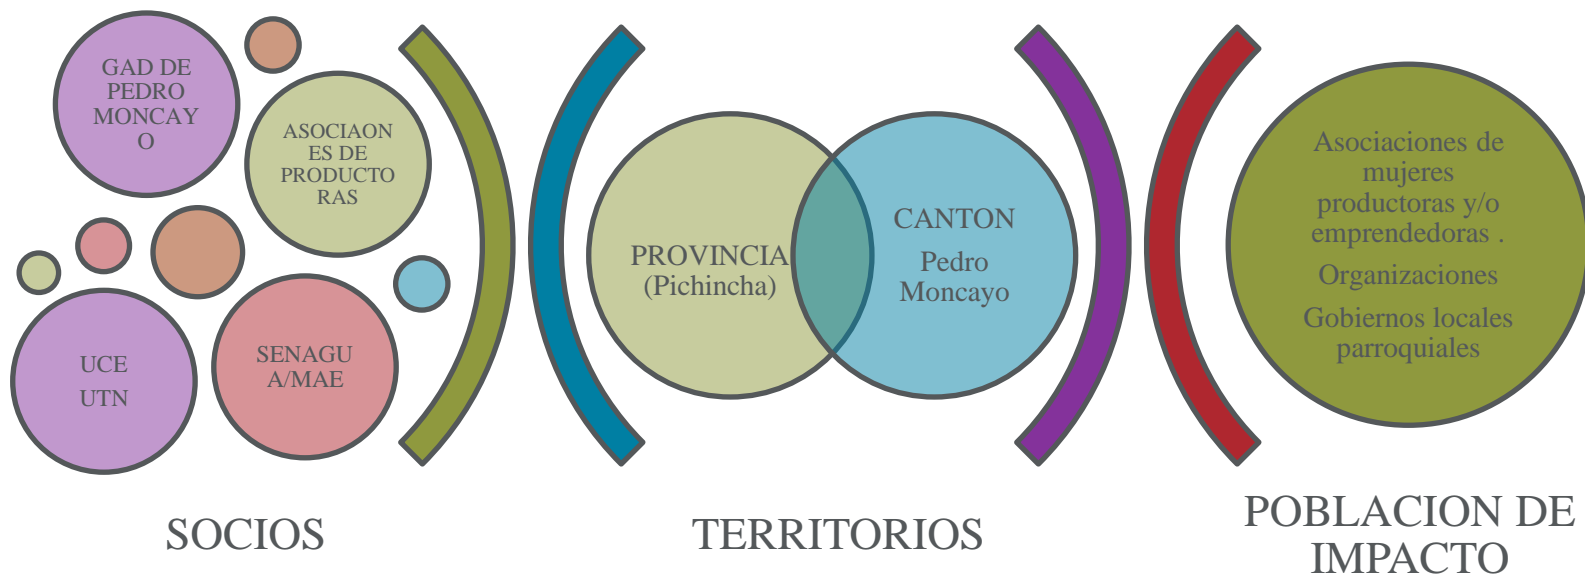 GAD DE
PEDRO
MONCAY
O
ASOCIAON
ES DE
PRODUCTO
RAS
UCE
UTN
SENAGU
A/MAE
SOCIOS
PROVINCIA
(Pichincha)
CANTON
Pedro
Moncayo
TERRITORIOS
Asociaciones de
mujeres
productoras y/o
emprendedoras .
Organizaciones
Gobiernos locales
parroquiales
POBLACION DE
IMPACTO